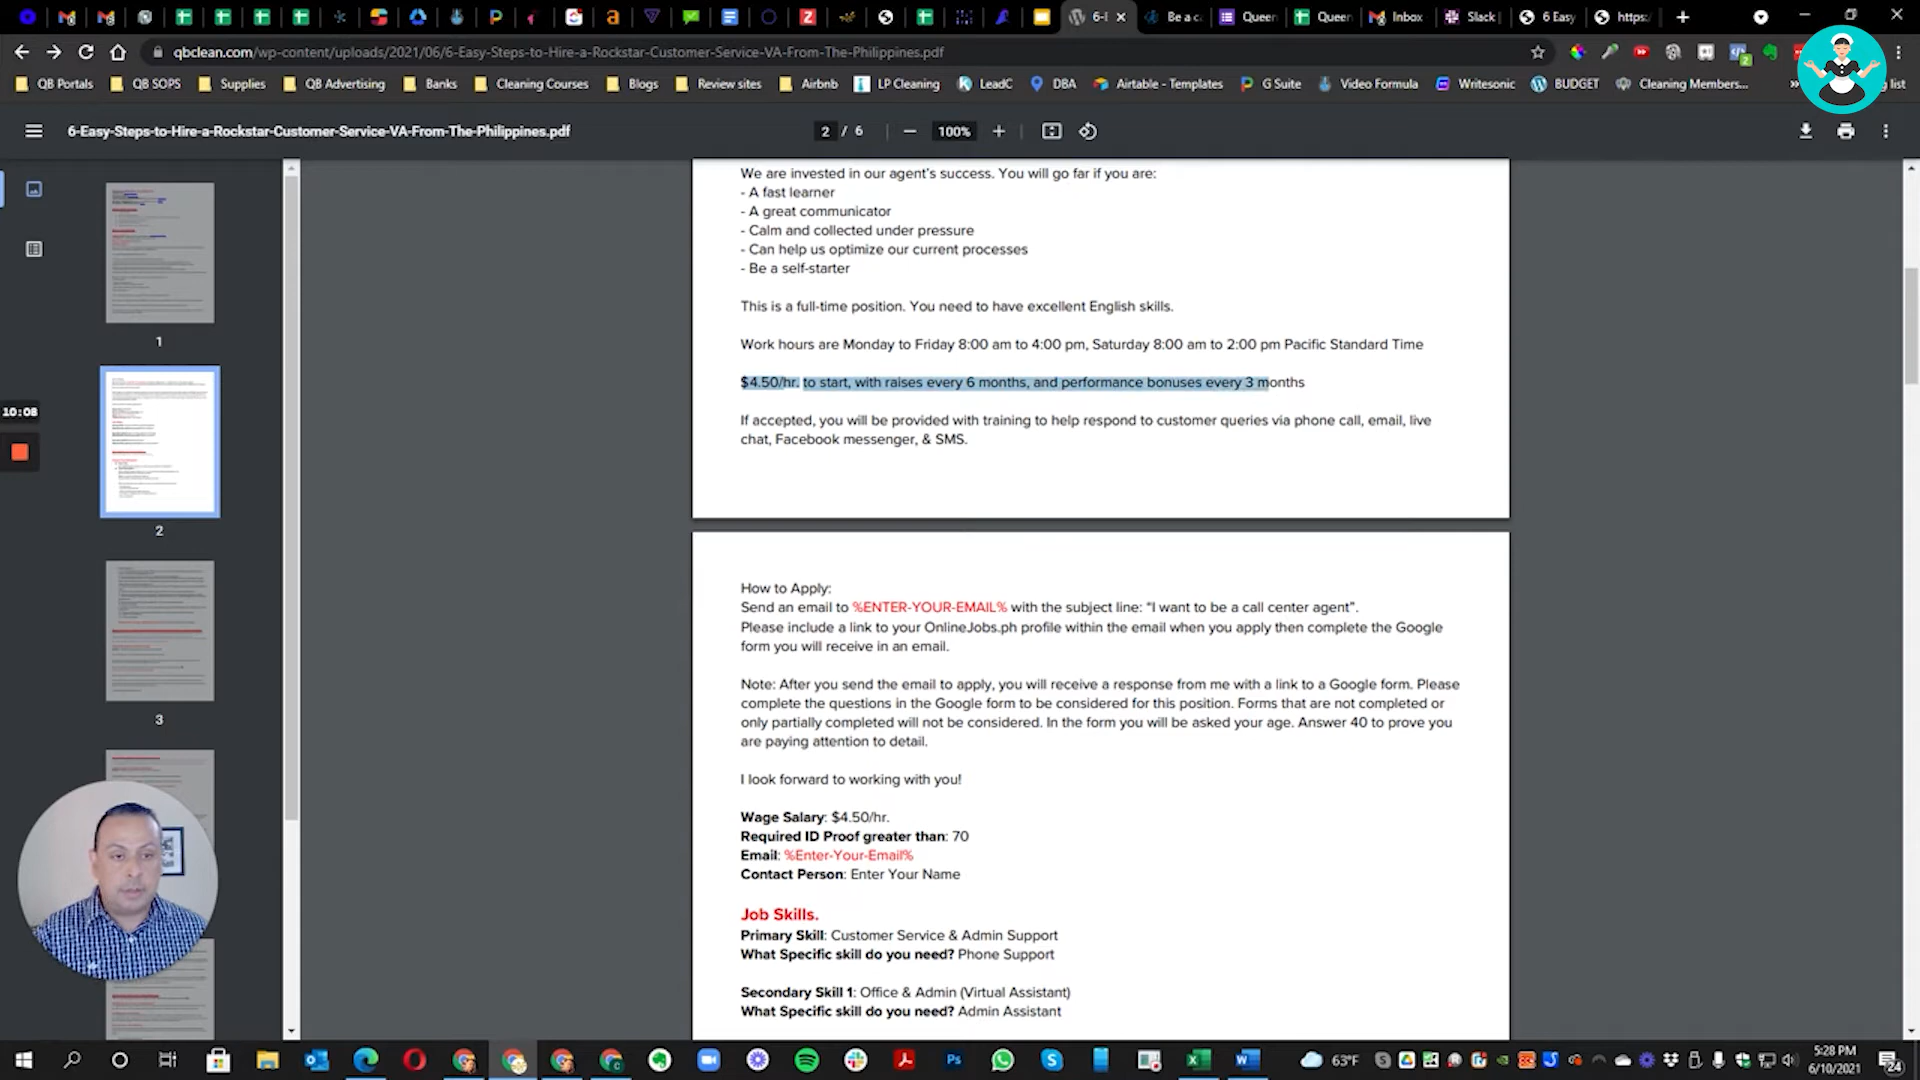 6-E
Be a c
Queen
Queen
Inbox
Slack
6 Easy
https:
qbclean.com/wp-content/uploads/2021/06/6-Easy-Steps-to-Hire-a-Rockstar-Customer-Service-VA-From-The-Philippines.pdf
QB Portals
QB SOPS
Supplies
QB Advertising
Banks
Cleaning Courses
Blogs
Review sites
Airbnb
LP Cleaning
LeadC
DBA
Airtable - Templates
G Suite
Video Formula
Writesonic
BUDGET
Cleaning Members...
g list
6-Easy-Steps-to-Hire-a-Rockstar-Customer-Service-VA-From-The-Philippines.pdf
2 / 6
100%
We are invested in our agent's success. You will go far if you are:
- A fast learner
- A great communicator
- Calm and collected under pressure
- Can help us optimize our current processes
- Be a self-starter
This is a full-time position. You need to have excellent English skills.
Work hours are Monday to Friday 8:00 am to 4:00 pm, Saturday 8:00 am to 2:00 pm Pacific Standard Time
$4.50/hr. to start, with raises every 6 months, and performance bonuses every 3 months
If accepted, you will be provided with training to help respond to customer queries via phone call, email, live
chat, Facebook messenger, & SMS.
How to Apply:
Send an email to %ENTER-YOUR-EMAIL% with the subject line: "I want to be a call center agent".
Please include a link to your OnlineJobs.ph profile within the email when you apply then complete the Google
form you will receive in an email.
Note: After you send the email to apply, you will receive a response from me with a link to a Google form. Please
complete the questions in the Google form to be considered for this position. Forms that are not completed or
only partially completed will not be considered. In the form you will be asked your age. Answer 40 to prove you
are paying attention to detail.
I look forward to working with you!
Wage Salary: $4.50/hr.
Required ID Proof greater than: 70
Email: %Enter-Your-Email%
Contact Person: Enter Your Name
Job Skills.
Primary Skill: Customer Service & Admin Support
What Specific skill do you need? Phone Support
Secondary Skill 1: Office & Admin (Virtual Assistant)
What Specific skill do you need? Admin Assistant
1
2
3
10:08
63°F
5:28 PM
6/10/2021
24